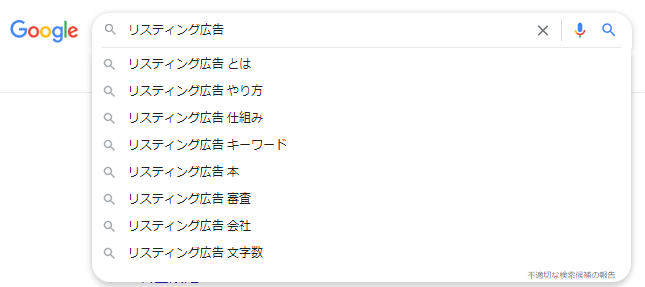 Google
リスティング広告
リスティング広告 とは
リスティング広告 やり方
リスティング広告 仕組み
リスティング広告 キーワード
リスティング広告 本
リスティング広告 審査
リスティング広告 会社
リスティング広告 文字数
不適切な検索候補の報告